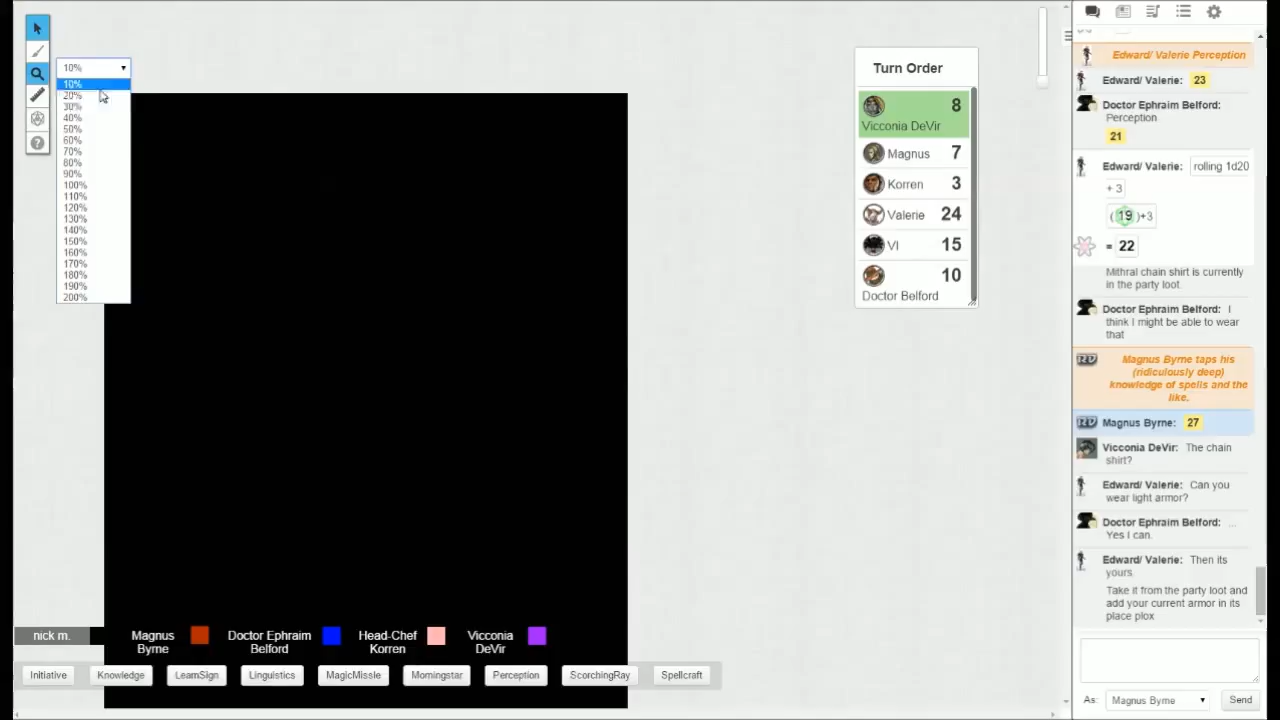 10%
10%
20%
30%
40%
50%
60%
70%
80%
90%
100%
110%
120%
130%
140%
150%
160%
170%
180%
190%
200%
Turn Order
8
Vicconia DeVir
Magnus 7
Korren 3
Valerie 24
VI 15
10
Doctor Belford
nick m.
Magnus
Byrne
Doctor Ephraim
Belford
Head-Chef
Korren
Vicconia
DeVir
Initiative
Knowledge
LearnSign
Linguistics
MagicMissle
Morningstar
Perception
ScorchingRay
Spellcraft
Edward/ Valerie Perception
Edward/ Valerie: 23
Doctor Ephraim Belford:
Perception
21
Edward/ Valerie: rolling 1d20
+ 3
(19)+3
= 22
Mithral chain shirt is currently
in the party loot
Doctor Ephraim Belford: I
think I might be able to wear
that
Magnus Byrne taps his
(ridiculously deep)
knowledge of spells and the
like.
Magnus Byrne: 27
Vicconia DeVir: The chain
shirt?
Edward/ Valerie: Can you
wear light armor?
Doctor Ephraim Belford: ...
Yes I can.
Edward/ Valerie: Then its
yours
Take it from the party loot and
add your current armor in its
place plox
As: Magnus Byrne
Send